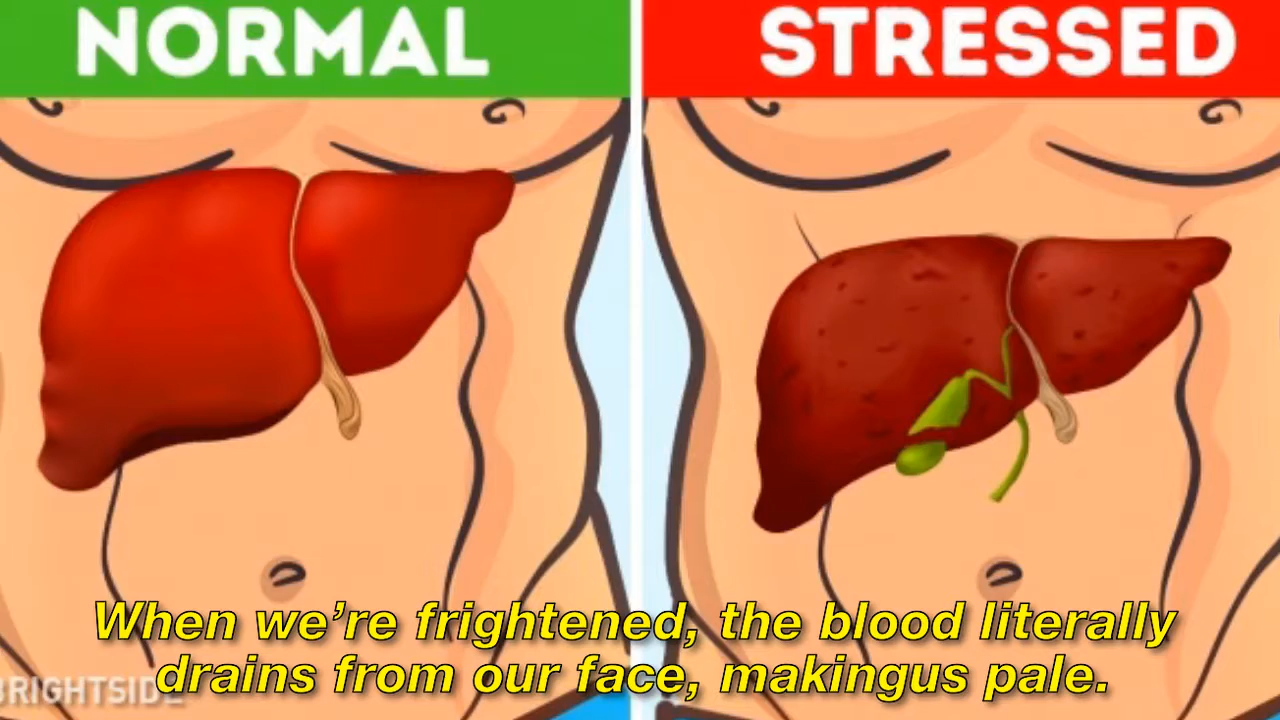 NORMAL
STRESSED
When we’re frightened, the blood literally
drains from our face, makingus pale.
BRIGHTSIDE